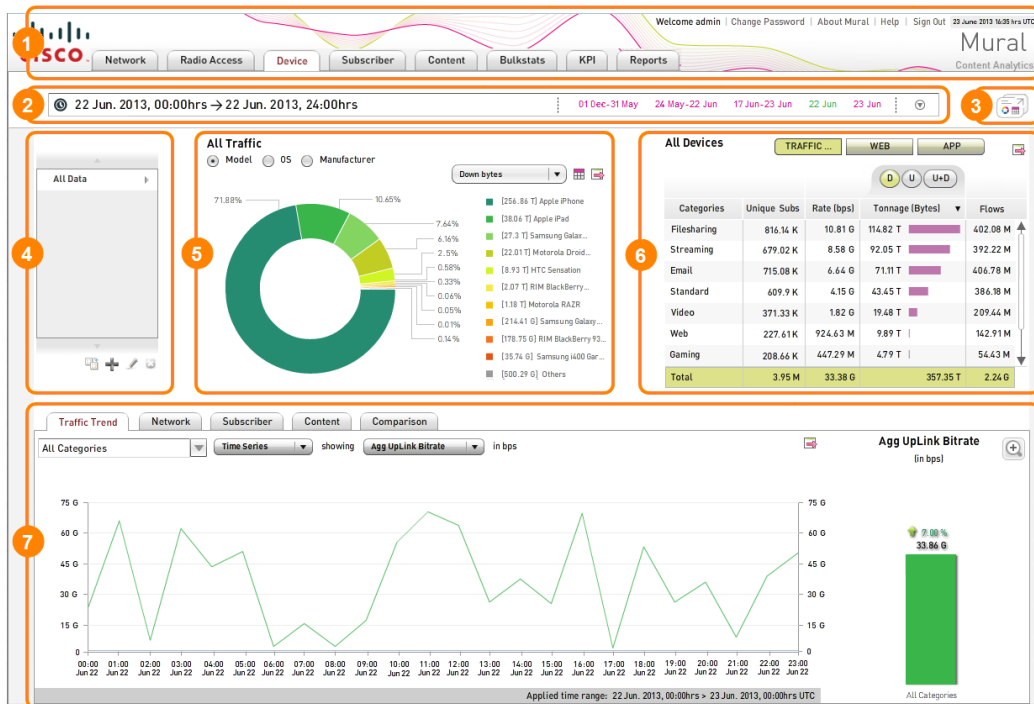 Welcome admin | Change Password | About Mural | Help | Sign Out 23 June 2013 16:35 hrs UTC
1
CISCO
Mural
Content Analytics
Network Radio Access Device Subscriber Content Bulkstats KPI Reports
2 22 Jun. 2013, 00:00hrs → 22 Jun. 2013, 24:00hrs 01 Dec-31 May 24 May-22 Jun 17 Jun-23 Jun 22 Jun 23 Jun 3
All Data
4
All Traffic
Model OS Manufacturer
Down bytes
5
71.88%
10.65%
7.64%
6.16%
2.5%
0.58%
0.33%
0.06%
0.05%
0.01%
0.14%
[256.86 T] Apple iPhone
[38.06 T] Apple iPad
[27.3 T] Samsung Galax...
[22.01 T] Motorola Droid...
[8.93 T] HTC Sensation
[2.07 T] RIM BlackBerry...
[1.18 T] Motorola RAZR
[214.41 G] Samsung Galaxy...
[178.75 G] RIM BlackBerry 93...
[35.74 G] Samsung i400 Gar...
[500.29 G] Others
6
All Devices TRAFFIC ... WEB APP
D U U+D
Categories Unique Subs Rate (bps) Tonnage (Bytes) ▼ Flows
Filesharing 816.14 K 10.81 G 114.82 T 402.08 M
Streaming 679.02 K 8.58 G 92.05 T 392.22 M
Email 715.08 K 6.64 G 71.11 T 406.78 M
Standard 609.9 K 4.15 G 43.45 T 386.18 M
Video 371.33 K 1.82 G 19.48 T 209.44 M
Web 227.61 K 924.63 M 9.89 T 142.91 M
Gaming 208.66 K 447.29 M 4.79 T 54.43 M
Total 3.95 M 33.38 G 357.35 T 2.24 G
7
Traffic Trend Network Subscriber Content Comparison
All Categories Time Series showing Agg UpLink Bitrate in bps
Agg UpLink Bitrate
(in bps)
75 G 75 G
60 G 60 G
45 G 45 G
30 G 30 G
15 G 15 G
0 0
00:00 01:00 02:00 03:00 04:00 05:00 06:00 07:00 08:00 09:00 10:00 11:00 12:00 13:00 14:00 15:00 16:00 17:00 18:00 19:00 20:00 21:00 22:00 23:00
Jun 22 Jun 22 Jun 22 Jun 22 Jun 22 Jun 22 Jun 22 Jun 22 Jun 22 Jun 22 Jun 22 Jun 22 Jun 22 Jun 22 Jun 22 Jun 22 Jun 22 Jun 22 Jun 22 Jun 22 Jun 22 Jun 22 Jun 22 Jun 22
7.00 %
33.86 G
All Categories
Applied time range: 22 Jun. 2013, 00:00hrs > 23 Jun. 2013, 00:00hrs UTC